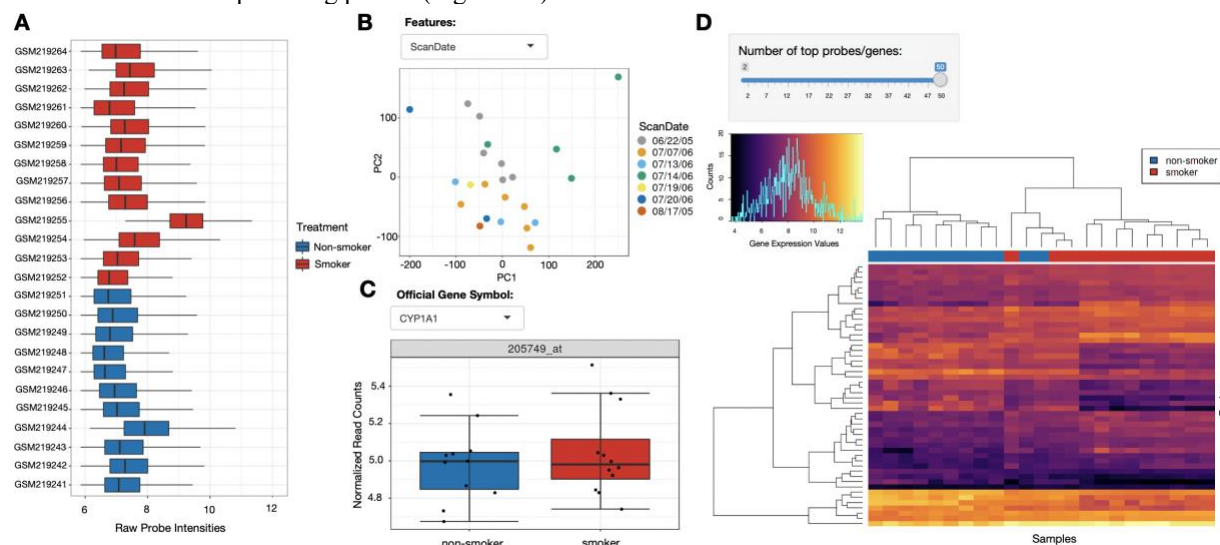 A
GSM219264
GSM219263
GSM219262
GSM219261
GSM219260
GSM219259
GSM219258
GSM219257
GSM219256
GSM219255
GSM219254
GSM219253
GSM219252
GSM219251
GSM219250
GSM219249
GSM219248
GSM219247
GSM219246
GSM219245
GSM219244
GSM219243
GSM219242
GSM219241
6 8 10 12
Raw Probe Intensities
Treatment
Non-smoker
Smoker
B
Features:
ScanDate
PC2
100
0
-100
-200 -100 0 100 200
PC1
ScanDate
06/22/05
07/07/06
07/13/06
07/14/06
07/19/06
07/20/06
08/17/05
C
Official Gene Symbol:
CYP1A1
205749_at
Normalized Read Counts
5.4
5.2
5.0
4.8
non-smoker smoker
D
Number of top probes/genes:
2 50
2 7 12 17 22 27 32 37 42 47 50
Counts
20
15
10
5
0
4 6 8 10 12
Gene Expression Values
non-smoker
smoker
Samples